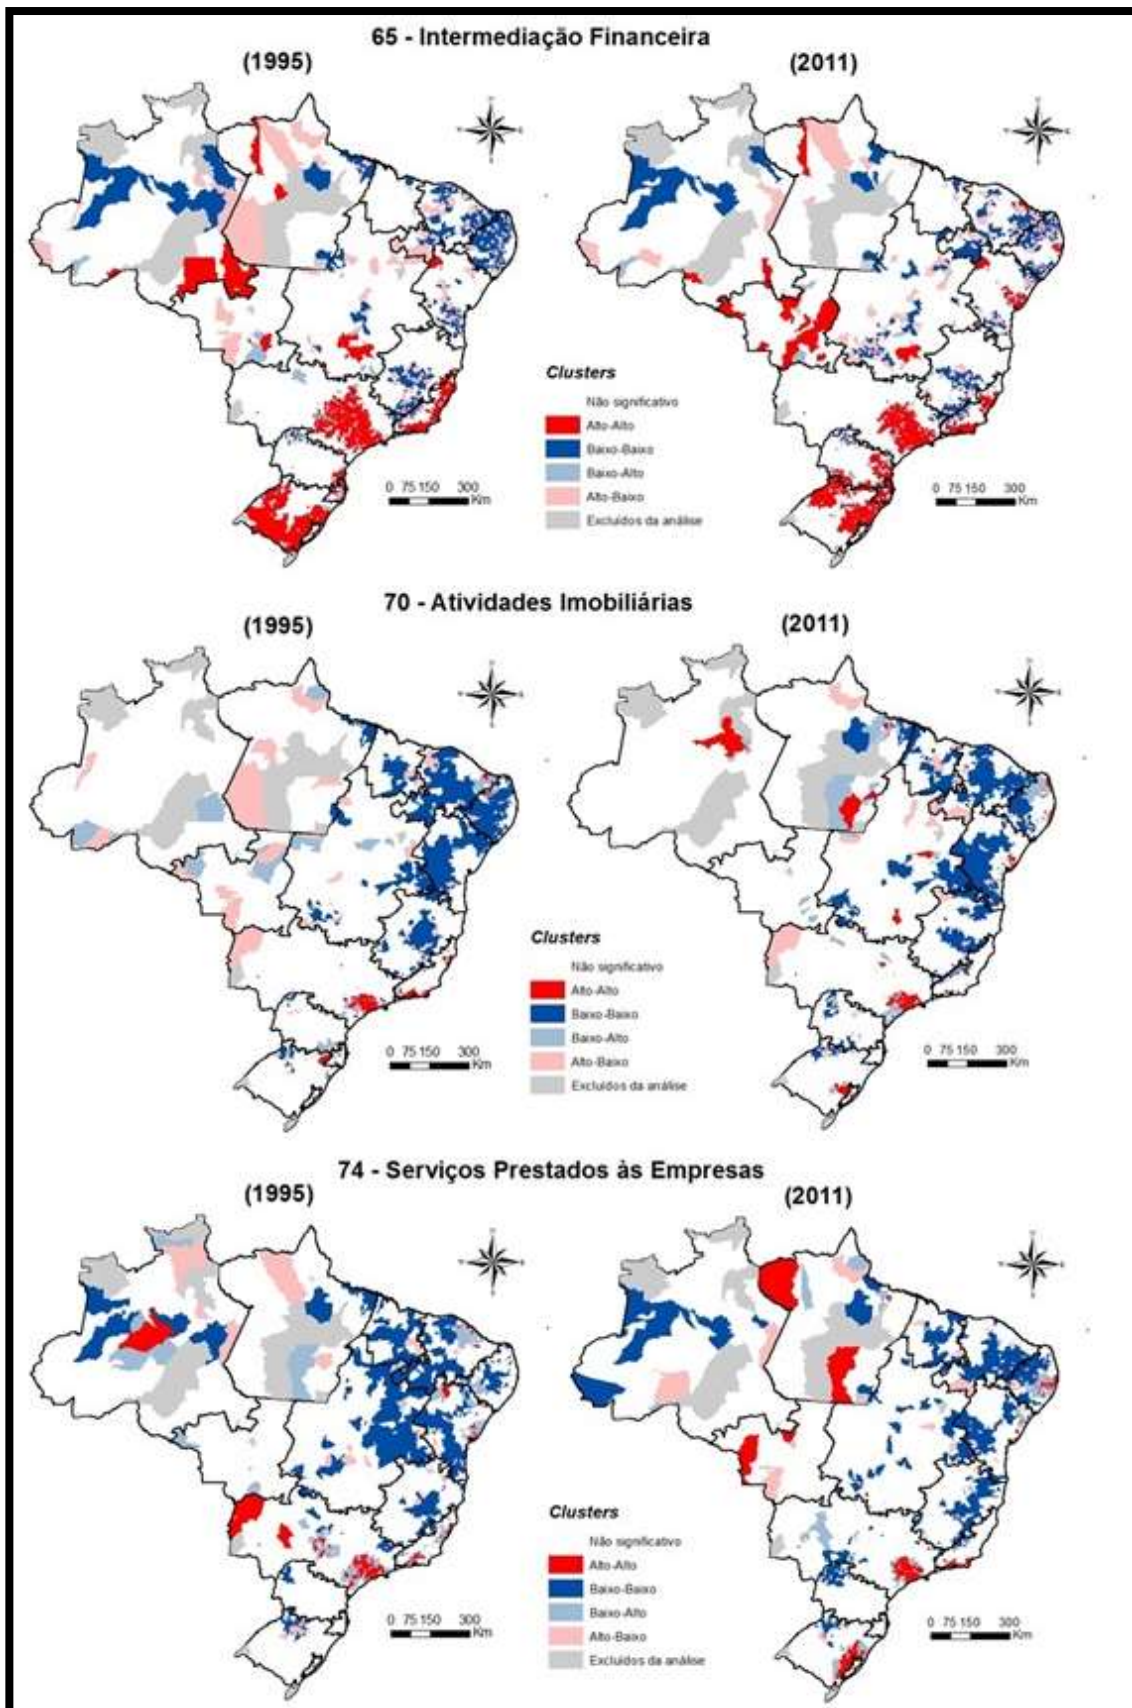 65 - Intermediação Financeira
(1995)
(2011)
Clusters
Não significativo
Alto-Alto
Baixo-Baixo
Baixo-Alto
Alto-Baixo
Excluídos da análise
0 75 150 300
Km
0 75 150 300
Km
70 - Atividades Imobiliárias
(1995)
(2011)
Clusters
Não significativo
Alto-Alto
Baixo-Baixo
Baixo-Alto
Alto-Baixo
Excluídos da análise
0 75 150 300
Km
0 75 150 300
Km
74 - Serviços Prestados às Empresas
(1995)
(2011)
Clusters
Não significativo
Alto-Alto
Baixo-Baixo
Baixo-Alto
Alto-Baixo
Excluídos da análise
0 75 150 300
Km
0 75 150 300
Km